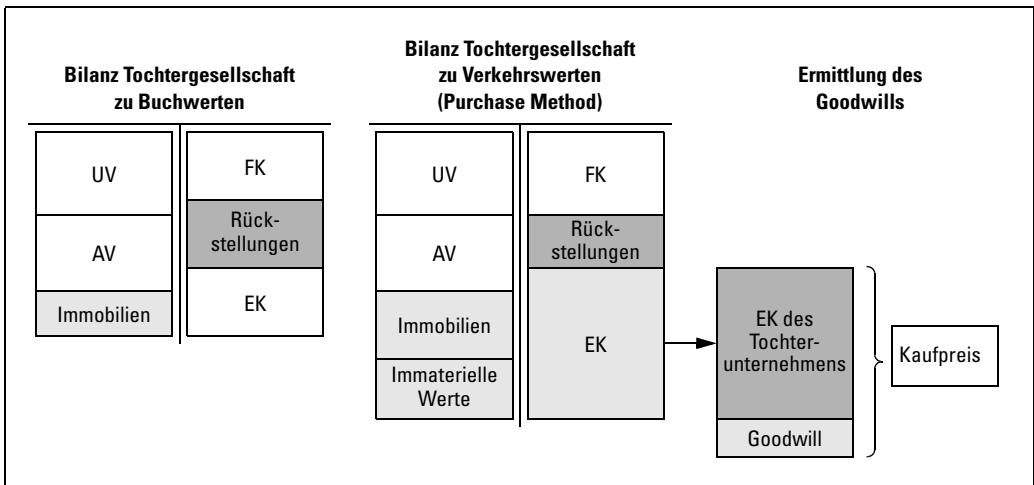 Bilanz Tochtergesellschaft
zu Buchwerten
UV
AV
Immobilien
FK
Rück-
stellungen
EK
Bilanz Tochtergesellschaft
zu Verkehrswerten
(Purchase Method)
UV
AV
Immobilien
Immaterielle
Werte
FK
Rück-
stellungen
EK
Ermittlung des
Goodwills
EK des
Tochter-
unternehmens
Goodwill
Kaufpreis